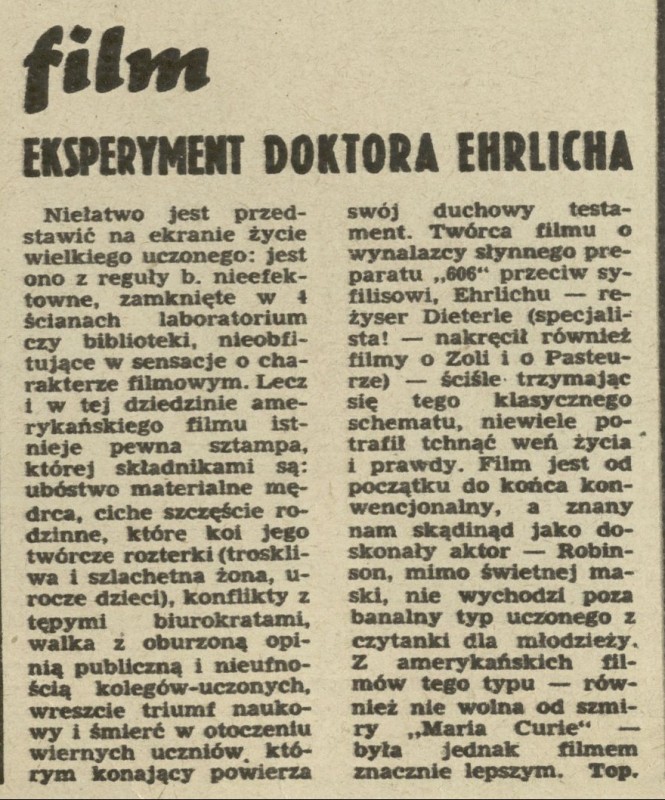 film
EKSPERYMENT DOKTORA EHRLICHA
Niełatwo jest przed-
stawić na ekranie życie
wielkiego uczonego: jest
ono z reguły b. nieefek-
towne, zamknięte w 4
ścianach laboratorium
czy biblioteki, nieobfi-
tujące w sensacje o cha-
rakterze filmowym. Lecz
i w tej dziedzinie ame-
rykańskiego filmu ist-
nieje pewna sztampa,
której składnikami są:
ubóstwo materialne mę-
drca, ciche szczęście ro-
dzinne, które koi jego
twórcze rozterki (troskli-
wa i szlachetna żona, u-
rocze dzieci), konflikty z
tępymi biurokratami,
walka z oburzoną opi-
nią publiczną i nieufno-
ścią kolegów-uczonych,
wreszcie triumf nauko-
wy i śmierć w otoczeniu
wiernych uczniów, któ-
rym konający powierza
swój duchowy testa-
ment. Twórca filmu o
wynalazcy słynnego pre-
paratu „606" przeciw sy-
filisowi, Ehrlichu — re-
żyser Dieterle (specjali-
sta! — nakręcił również
filmy o Zoli i o Pasteu-
rze) — ściśle trzymając
się tego klasycznego
schematu, niewiele po-
trafił tchnąć weń życia
i prawdy. Film jest od
początku do końca kon-
wencjonalny, a znany
nam skądinąd jako do-
skonały aktor — Robin-
son, mimo świetnej ma-
ski, nie wychodzi poza
banalny typ uczonego z
czytanki dla młodzieży.
Z amerykańskich fil-
mów tego typu — rów-
nież nie wolna od szmi-
ry „Maria Curie" —
była jednak filmem
znacznie lepszym. Top.